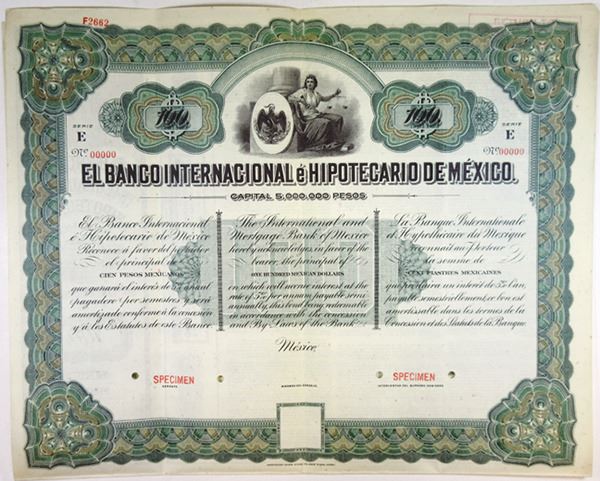 F2662
SPECIMEN
$100
$100
SERIE
E
SERIE
E
No. 00000
No. 00000
EL BANCO INTERNACIONAL é HIPOTECARIO DE MÉXICO.
CAPITAL 5,000,000 PESOS.
El Banco Internacional
é Hipotecario de México
Reconoce á favor del portador
el principal de
CIEN PESOS MEXICANOS
que ganará el interés de 5% anual
pagadero por semestres y será
amortizado conforme á la concesión
y á los Estatutos de este Banco
The International and
Mortgage Bank of Mexico
hereby acknowledges in favor of the
bearer, the principal of
ONE HUNDRED MEXICAN DOLLARS
on which will accrue interest at the
rate of 5% per annum payable semi-
annually, this bond being returnable
in accordance with the concession
and By-Laws of the Bank.
La Banque Internationale
et Hypothécaire du Mexique
reconnaît au Porteur
la somme de
CENT PIASTRES MEXICAINES
qui produira un intérêt de 5% l'an,
payable semestriellement, ce bon est
amortissable dans les termes de la
Concession et des Statuts de la Banque
México,
SPECIMEN
SPECIMEN
GERENTE